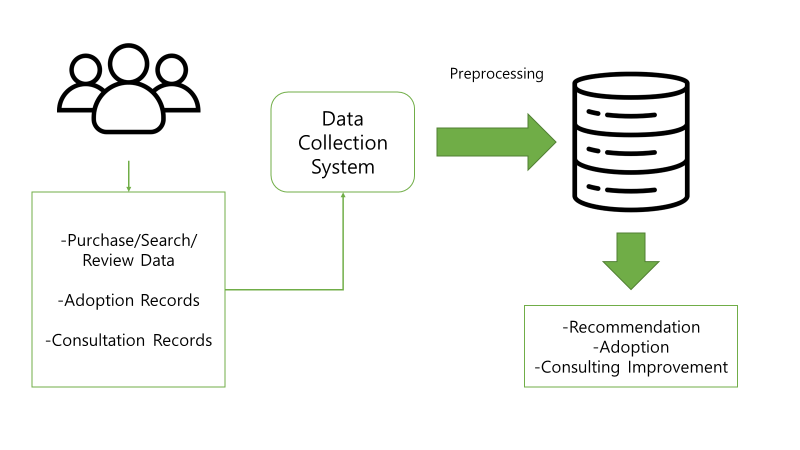 Preprocessing
Data
Collection
System
-Purchase/Search/
Review Data
-Adoption Records
-Consultation Records
-Recommendation
-Adoption
-Consulting Improvement